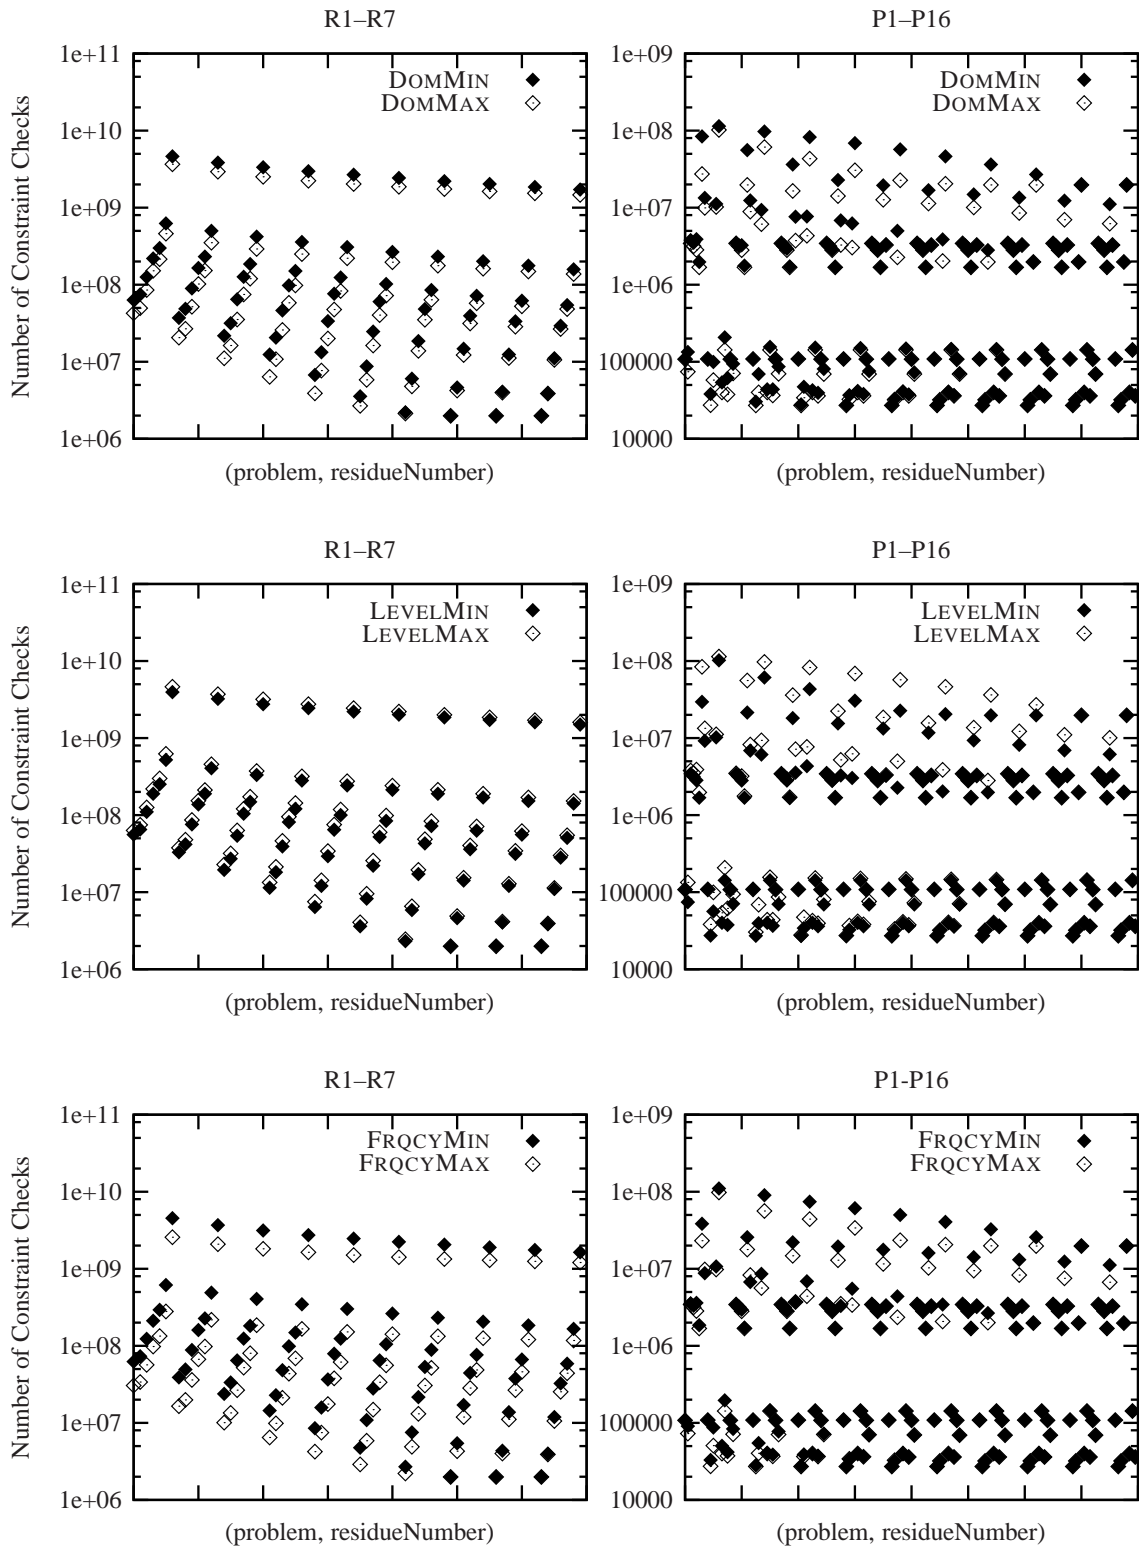 R1–R7
P1–P16
Number of Constraint Checks
1e+11
1e+10
1e+09
1e+08
1e+07
1e+06
DOMMIN
DOMMAX
(problem, residueNumber)
1e+09
1e+08
1e+07
1e+06
100000
10000
DOMMIN
DOMMAX
(problem, residueNumber)
R1–R7
P1–P16
Number of Constraint Checks
1e+11
1e+10
1e+09
1e+08
1e+07
1e+06
LEVELMIN
LEVELMAX
(problem, residueNumber)
1e+09
1e+08
1e+07
1e+06
100000
10000
LEVELMIN
LEVELMAX
(problem, residueNumber)
R1–R7
P1-P16
Number of Constraint Checks
1e+11
1e+10
1e+09
1e+08
1e+07
1e+06
FRQCYMIN
FRQCYMAX
(problem, residueNumber)
1e+09
1e+08
1e+07
1e+06
100000
10000
FRQCYMIN
FRQCYMAX
(problem, residueNumber)